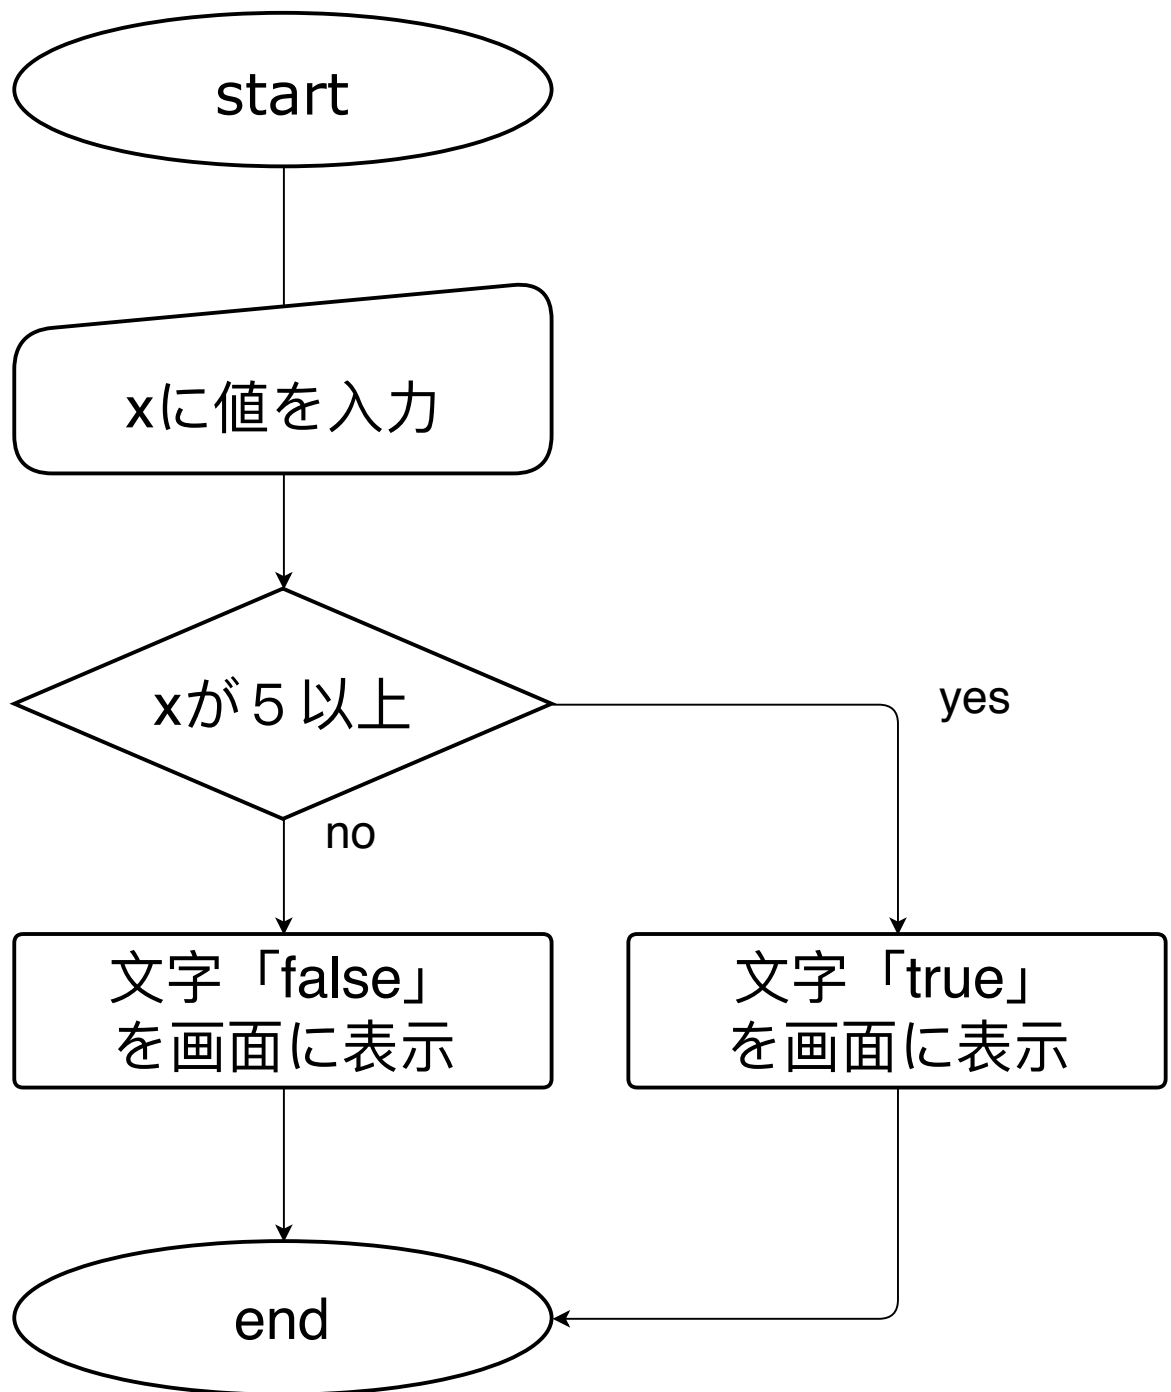 start
xに値を入力
xが５以上
yes
no
文字「false」
を画面に表示
文字「true」
を画面に表示
end